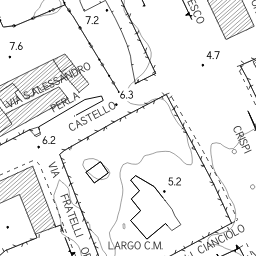 7.2
ESCO
7.6
4.7
VIA S.ALESSANDRO
PERLA
6.3
CASTELLO
CRISPI
6.2
VIA
FRATELLI
5.2
LARGO C.M.
CIANCIOLO